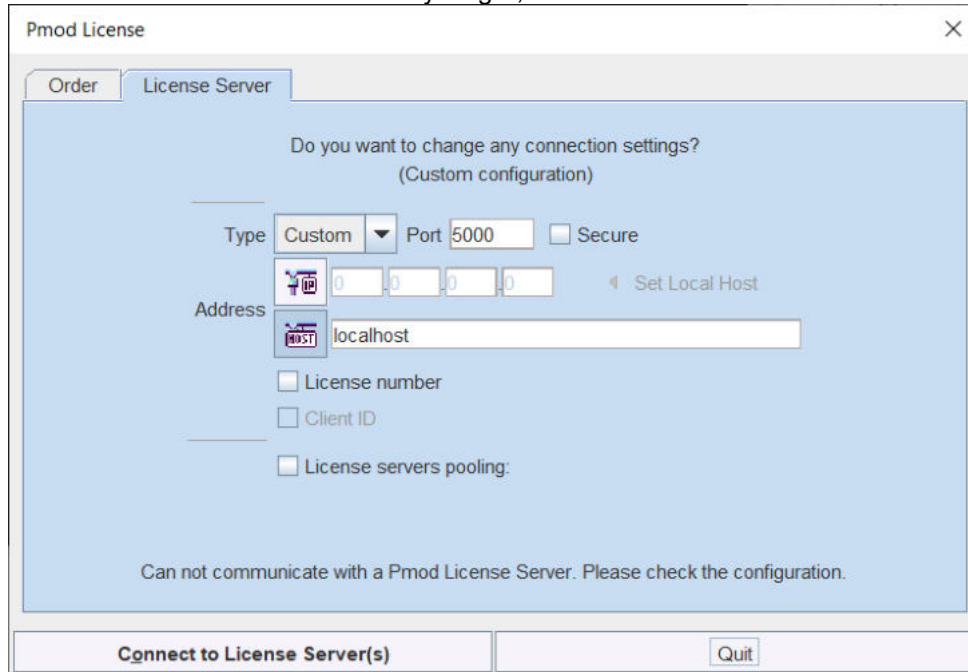 Pmod License
Order License Server
Do you want to change any connection settings?
(Custom configuration)
Type Custom Port 5000 Secure
IP 0 .0 .0 .0 Set Local Host
Address
HOST localhost
License number
Client ID
License servers pooling:
Can not communicate with a Pmod License Server. Please check the configuration.
Connect to License Server(s) Quit